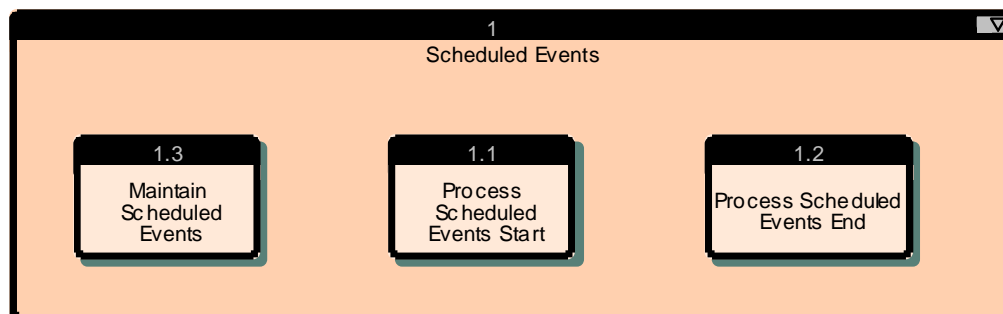 1
Scheduled Events
1.3
Maintain
Scheduled
Events
1.1
Process
Scheduled
Events Start
1.2
Process Scheduled
Events End